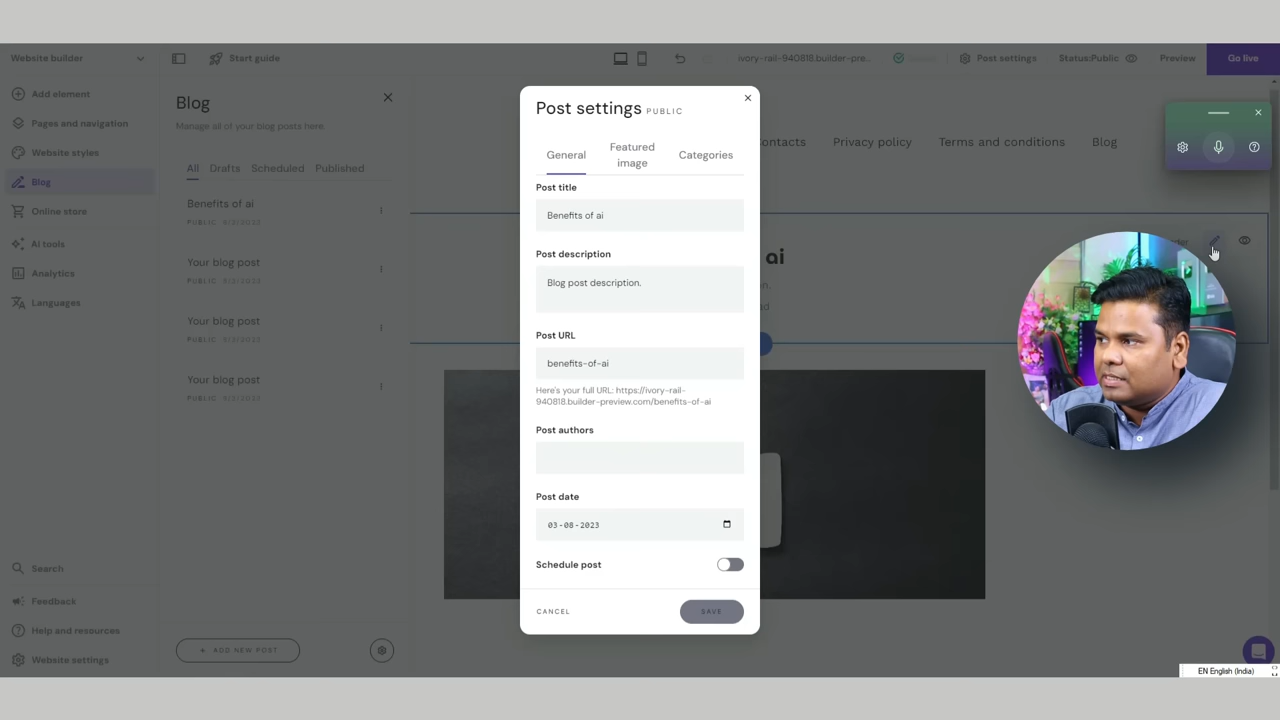 Website builder
Start guide
ivory-rail-940818.builder-pre...
Post settings
Status:Public
Preview
Go live
Add element
Pages and navigation
Website styles
Blog
Online store
AI tools
Analytics
Languages
Search
Feedback
Help and resources
Website settings
Blog
Manage all of your blog posts here.
All
Drafts
Scheduled
Published
Benefits of ai
PUBLIC
Your blog post
PUBLIC
Your blog post
PUBLIC
Your blog post
PUBLIC
+ ADD NEW POST
Post settings PUBLIC
General
Featured
image
Categories
Post title
Benefits of ai
Post description
Blog post description.
Post URL
benefits-of-ai
Here's your full URL: https://ivory-rail-
940818.builder-preview.com/benefits-of-ai
Post authors
Post date
03-08-2023
Schedule post
CANCEL
SAVE
ontacts
Privacy policy
Terms and conditions
Blog
ai
EN English (India)